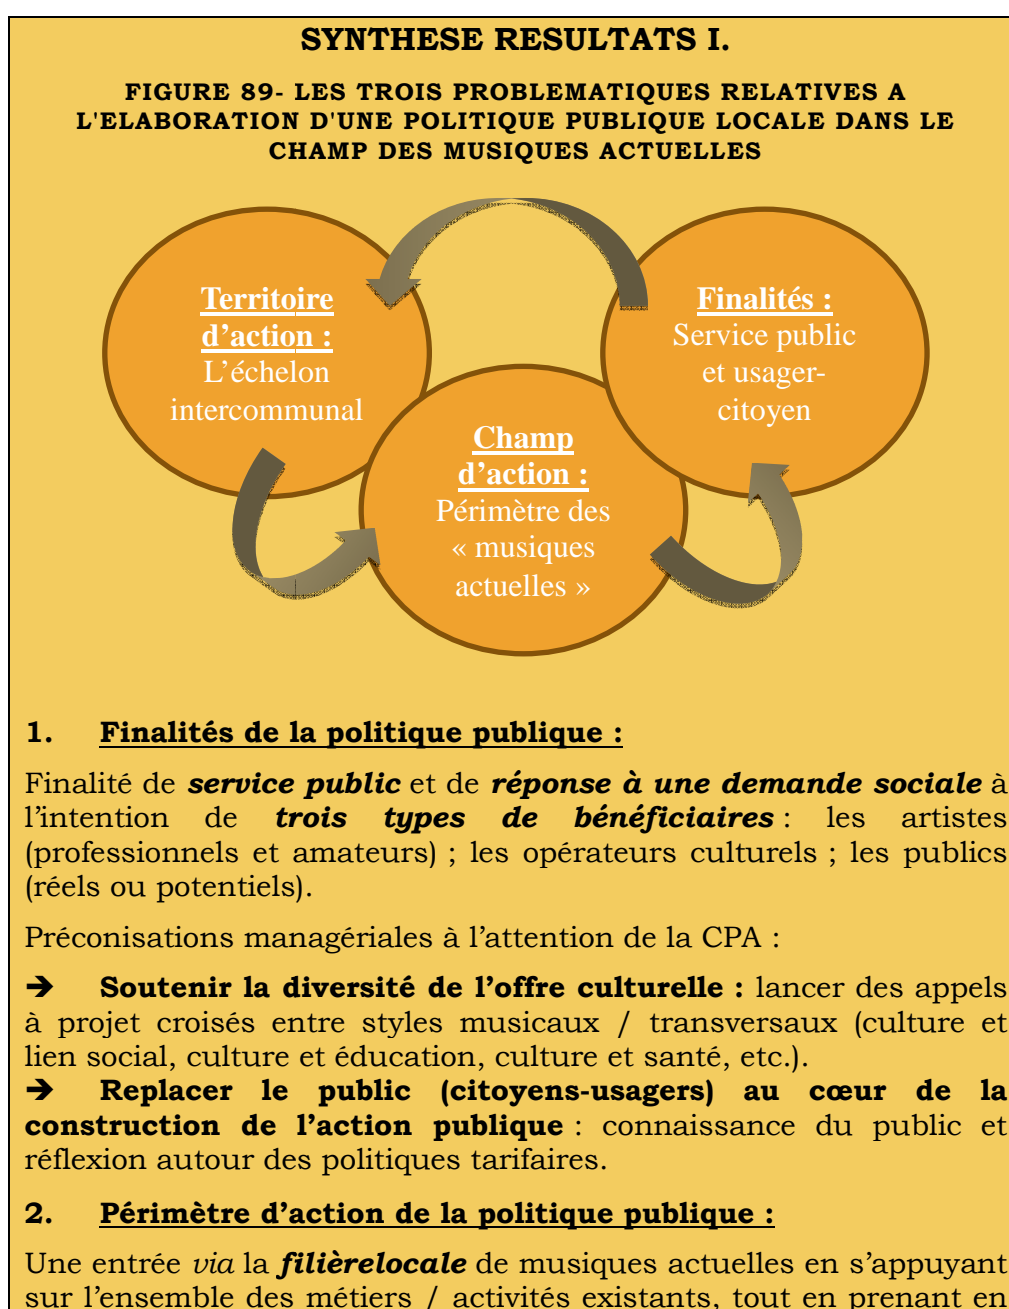 SYNTHESE RESULTATS I.
FIGURE 89- LES TROIS PROBLEMATIQUES RELATIVES A
L'ELABORATION D'UNE POLITIQUE PUBLIQUE LOCALE DANS LE
CHAMP DES MUSIQUES ACTUELLES
Territoire
d’action :
L’échelon
intercommunal
Champ
d’action :
Périmètre des
« musiques
actuelles »
Finalités :
Service public
et usager-
citoyen
1. Finalités de la politique publique :
Finalité de service public et de réponse à une demande sociale à
l’intention de trois types de bénéficiaires : les artistes
(professionnels et amateurs) ; les opérateurs culturels ; les publics
(réels ou potentiels).
Préconisations managériales à l’attention de la CPA :
➔ Soutenir la diversité de l’offre culturelle : lancer des appels
à projet croisés entre styles musicaux / transversaux (culture et
lien social, culture et éducation, culture et santé, etc.).
➔ Replacer le public (citoyens-usagers) au cœur de la
construction de l’action publique : connaissance du public et
réflexion autour des politiques tarifaires.
2. Périmètre d’action de la politique publique :
Une entrée via la filièrelocale de musiques actuelles en s’appuyant
sur l’ensemble des métiers / activités existants, tout en prenant en